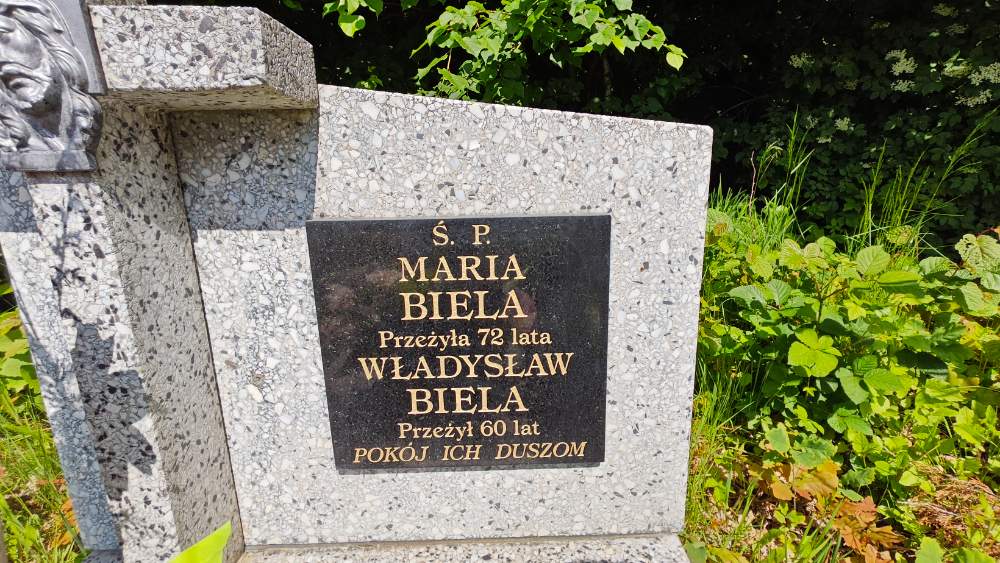 Ś. P.
MARIA
BIELA
Przeżyła 72 lata
WŁADYSŁAW
BIELA
Przeżył 60 lat
POKÓJ ICH DUSZOM